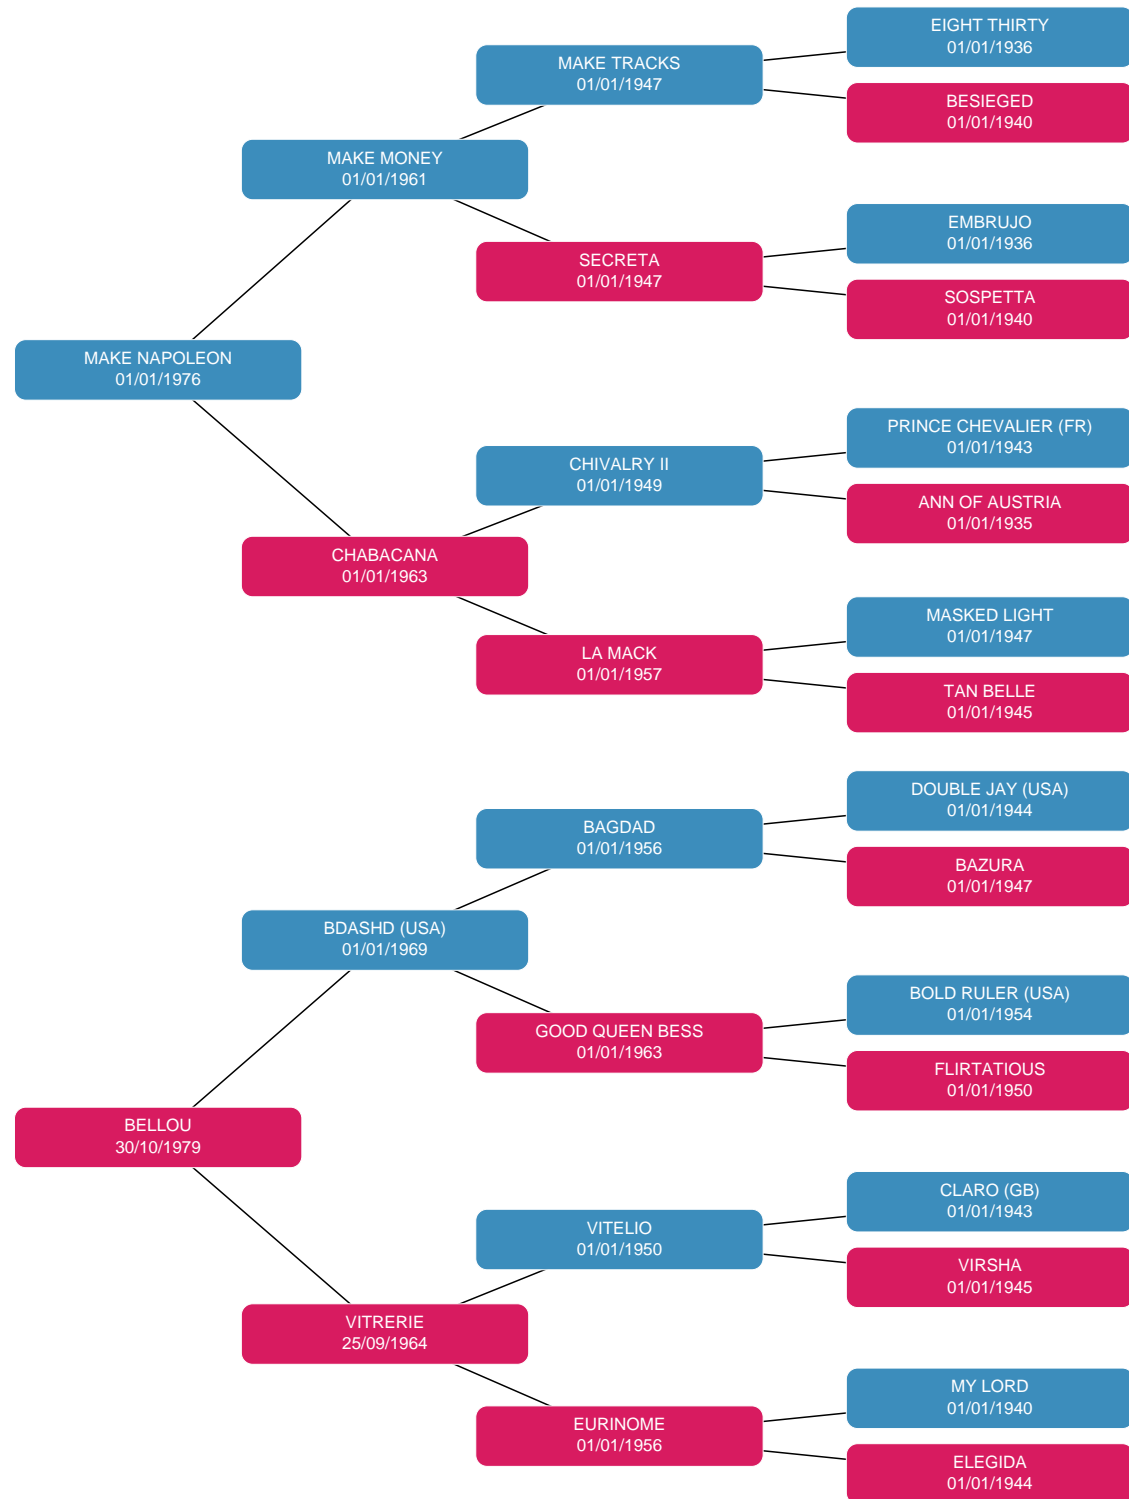 EIGHT THIRTY
01/01/1936
MAKE TRACKS
01/01/1947
BESIEGED
01/01/1940
MAKE MONEY
01/01/1961
EMBRUJO
01/01/1936
SECRETA
01/01/1947
SOSPETTA
01/01/1940
MAKE NAPOLEON
01/01/1976
PRINCE CHEVALIER (FR)
01/01/1943
CHIVALRY II
01/01/1949
ANN OF AUSTRIA
01/01/1935
CHABACANA
01/01/1963
MASKED LIGHT
01/01/1947
LA MACK
01/01/1957
TAN BELLE
01/01/1945
DOUBLE JAY (USA)
01/01/1944
BAGDAD
01/01/1956
BAZURA
01/01/1947
BDASHD (USA)
01/01/1969
BOLD RULER (USA)
01/01/1954
GOOD QUEEN BESS
01/01/1963
FLIRTATIOUS
01/01/1950
BELLOU
30/10/1979
CLARO (GB)
01/01/1943
VITELIO
01/01/1950
VIRSHA
01/01/1945
VITRERIE
25/09/1964
MY LORD
01/01/1940
EURINOME
01/01/1956
ELEGIDA
01/01/1944